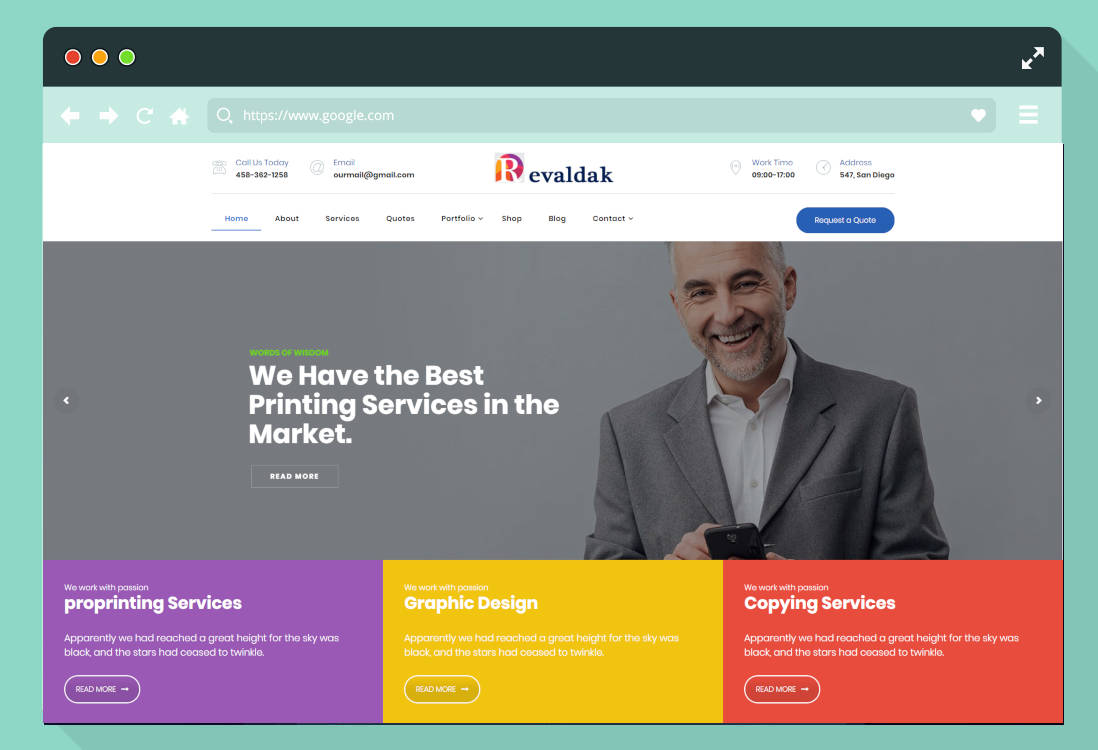 https://www.google.com
Call Us Today
458-362-1258
Email
ourmail@gmail.com
Revaldak
Work Time
09:00-17:00
Address
547, San Diego
Home About Services Quotes Portfolio Shop Blog Contact
Request a Quote
WORDS OF WISDOM
We Have the Best
Printing Services in the
Market.
READ MORE
We work with passion
proprinting Services
Apparently we had reached a great height for the sky was
black, and the stars had ceased to twinkle.
READ MORE
We work with passion
Graphic Design
Apparently we had reached a great height for the sky was
black, and the stars had ceased to twinkle.
READ MORE
We work with passion
Copying Services
Apparently we had reached a great height for the sky was
black, and the stars had ceased to twinkle.
READ MORE